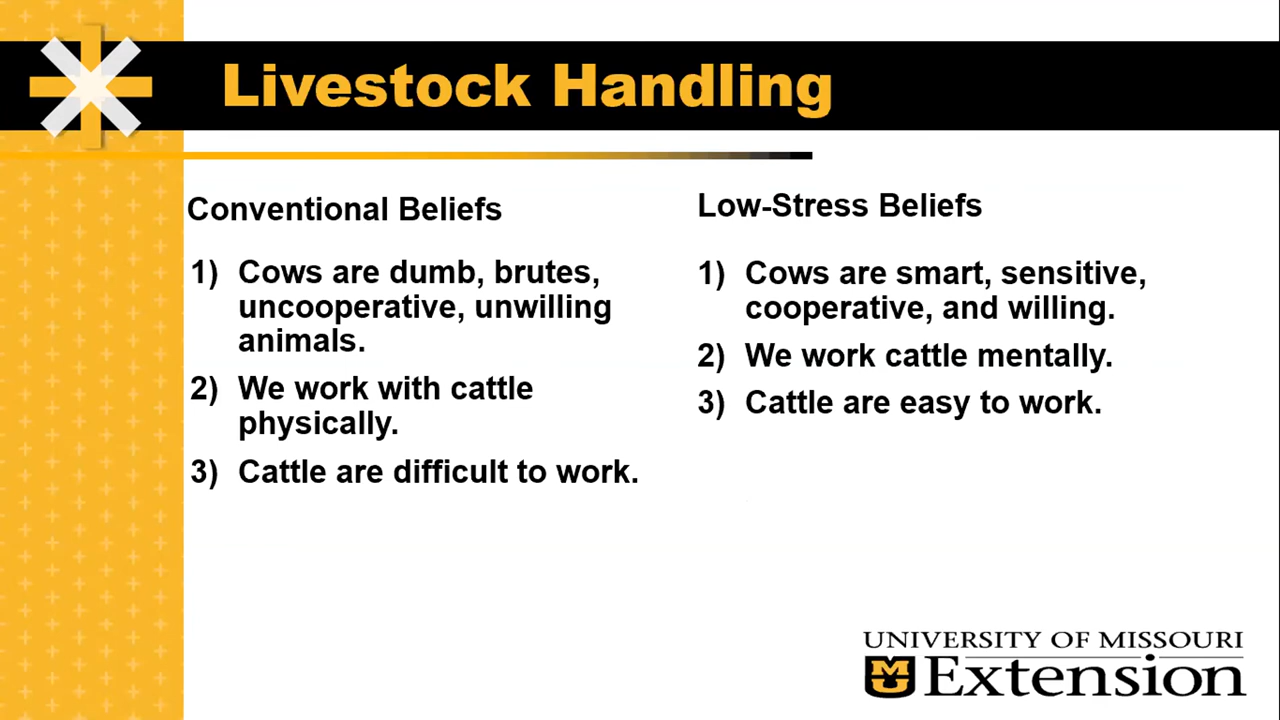 Livestock Handling
Conventional Beliefs
1) Cows are dumb, brutes,
uncooperative, unwilling
animals.
2) We work with cattle
physically.
3) Cattle are difficult to work.
Low-Stress Beliefs
1) Cows are smart, sensitive,
cooperative, and willing.
2) We work cattle mentally.
3) Cattle are easy to work.
UNIVERSITY OF MISSOURI
Extension